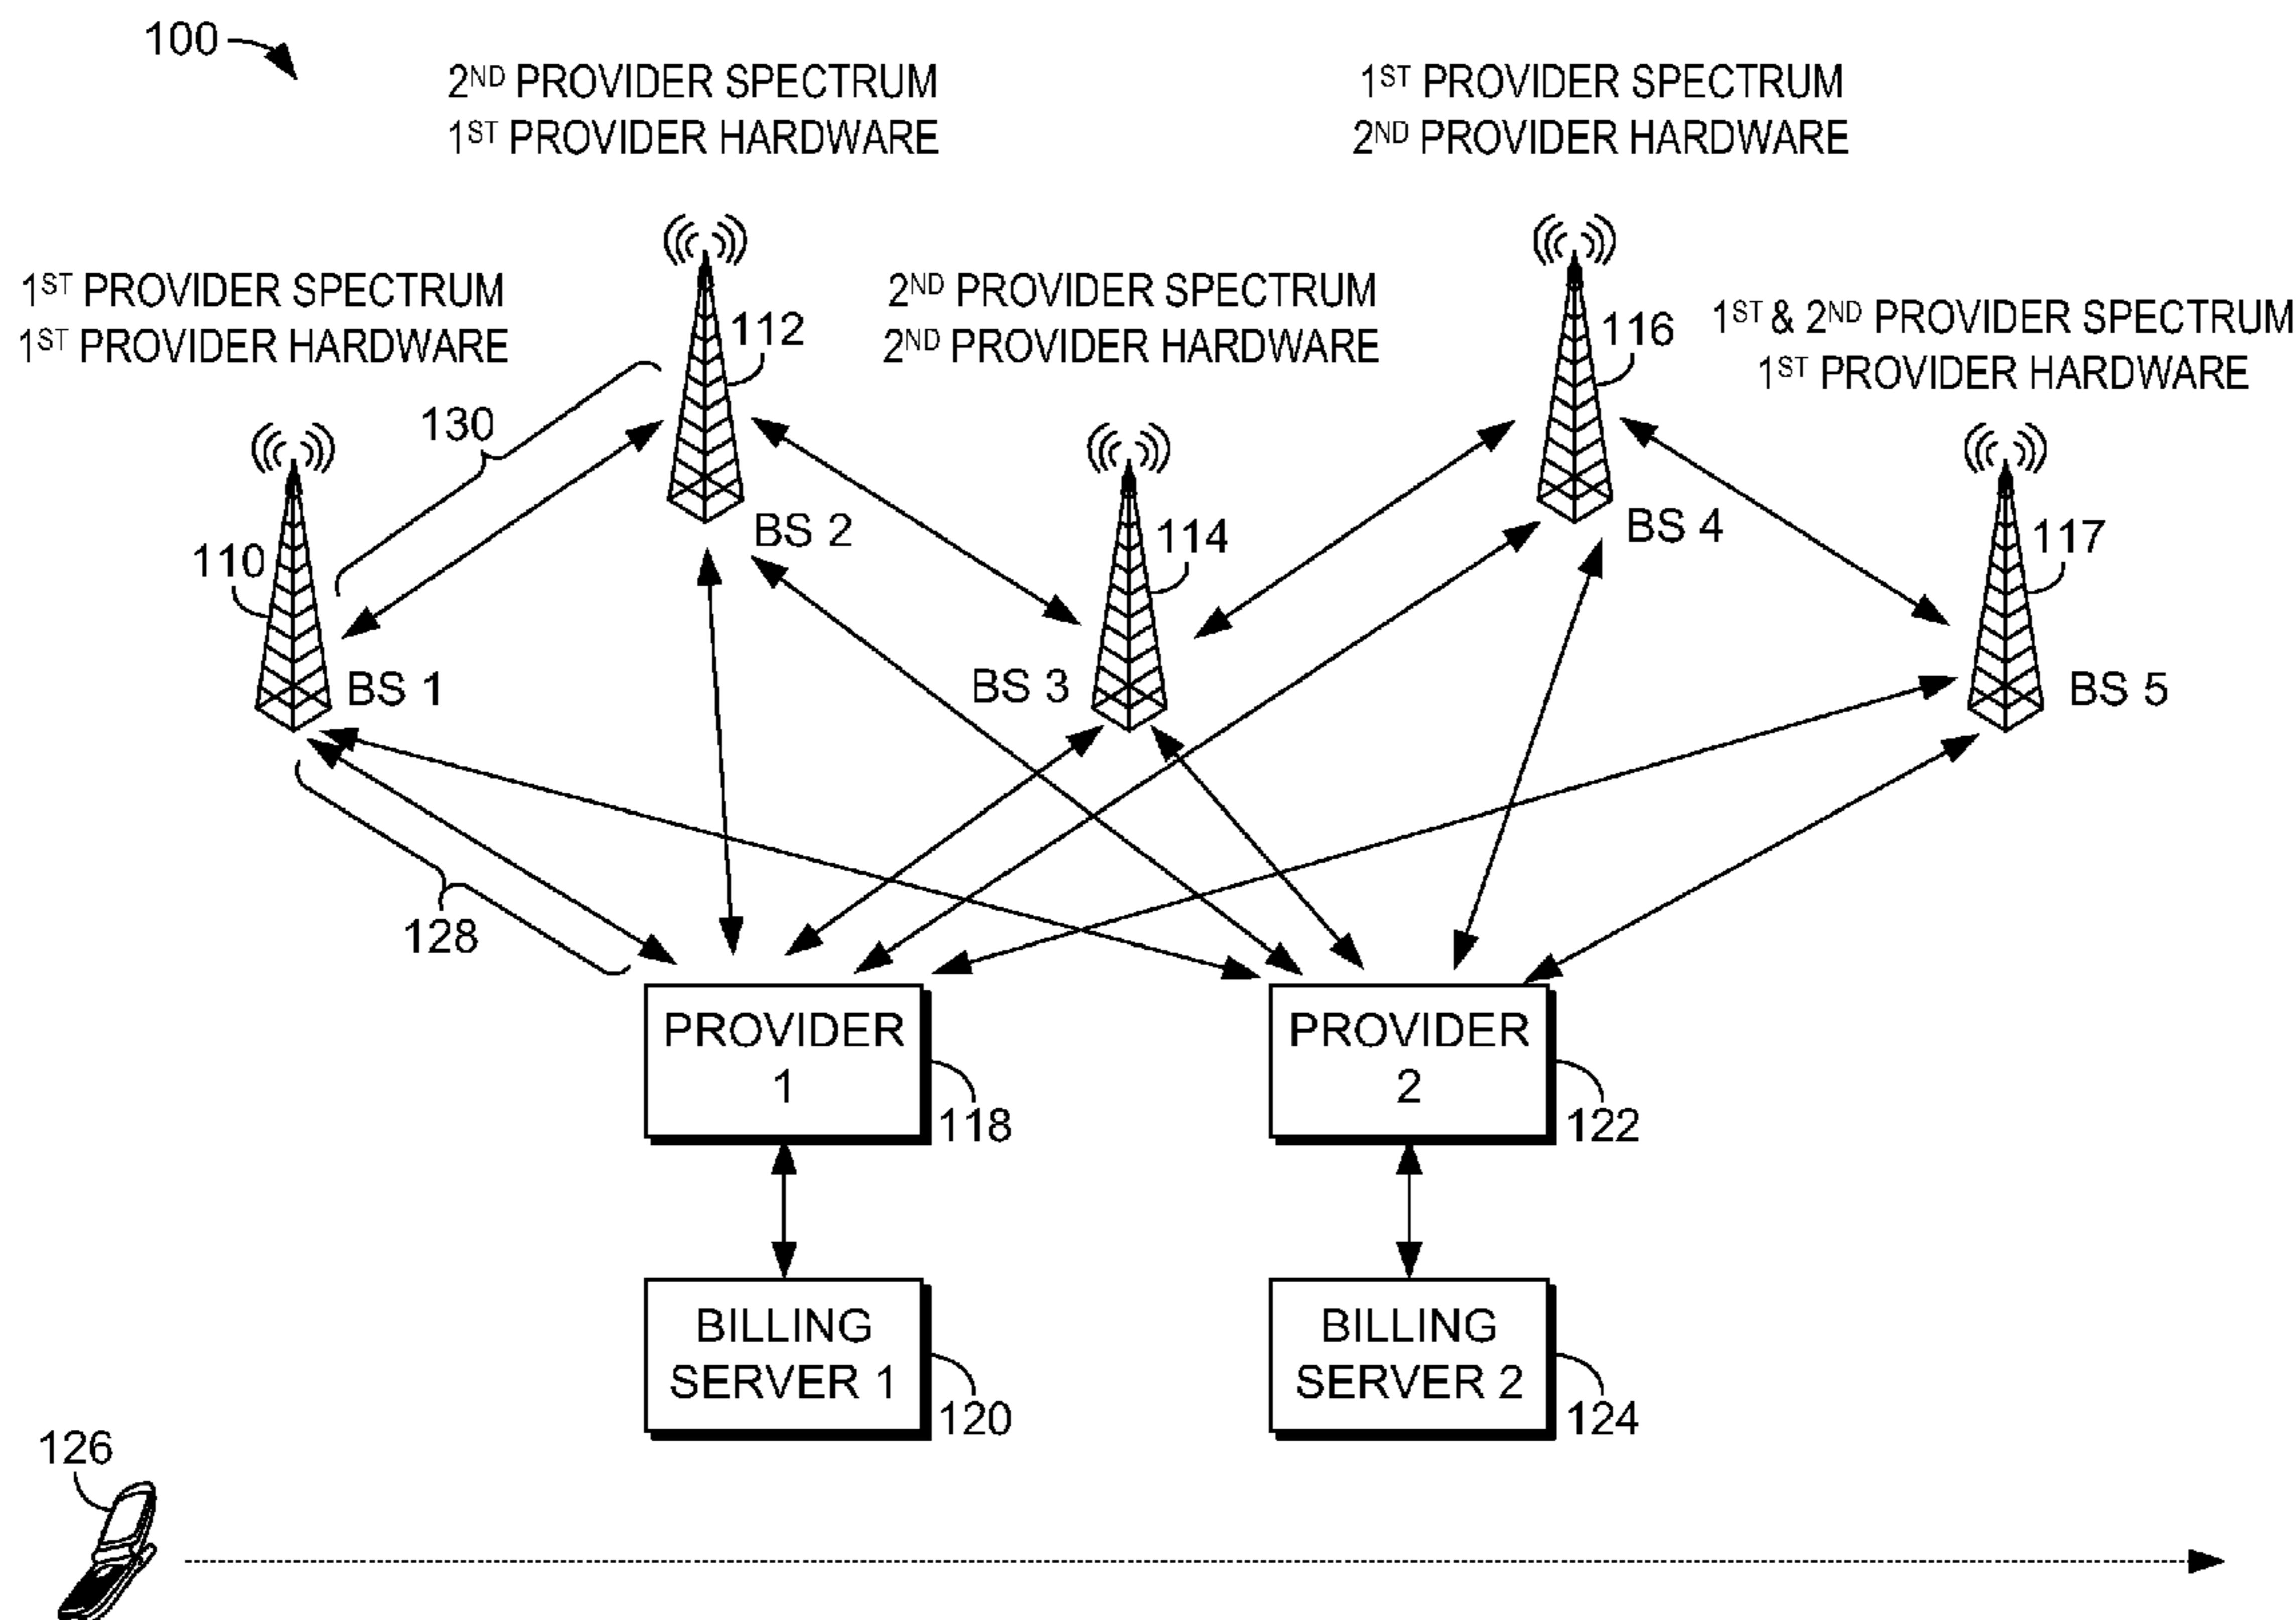 100
2ND PROVIDER SPECTRUM
1ST PROVIDER HARDWARE
1ST PROVIDER SPECTRUM
2ND PROVIDER HARDWARE
1ST PROVIDER SPECTRUM
1ST PROVIDER HARDWARE
2ND PROVIDER SPECTRUM
2ND PROVIDER HARDWARE
1ST & 2ND PROVIDER SPECTRUM
1ST PROVIDER HARDWARE
112
116
130
BS 2
BS 4
110
114
117
BS 1
BS 3
BS 5
128
PROVIDER
1
118
PROVIDER
2
122
BILLING
SERVER 1
120
BILLING
SERVER 2
124
126